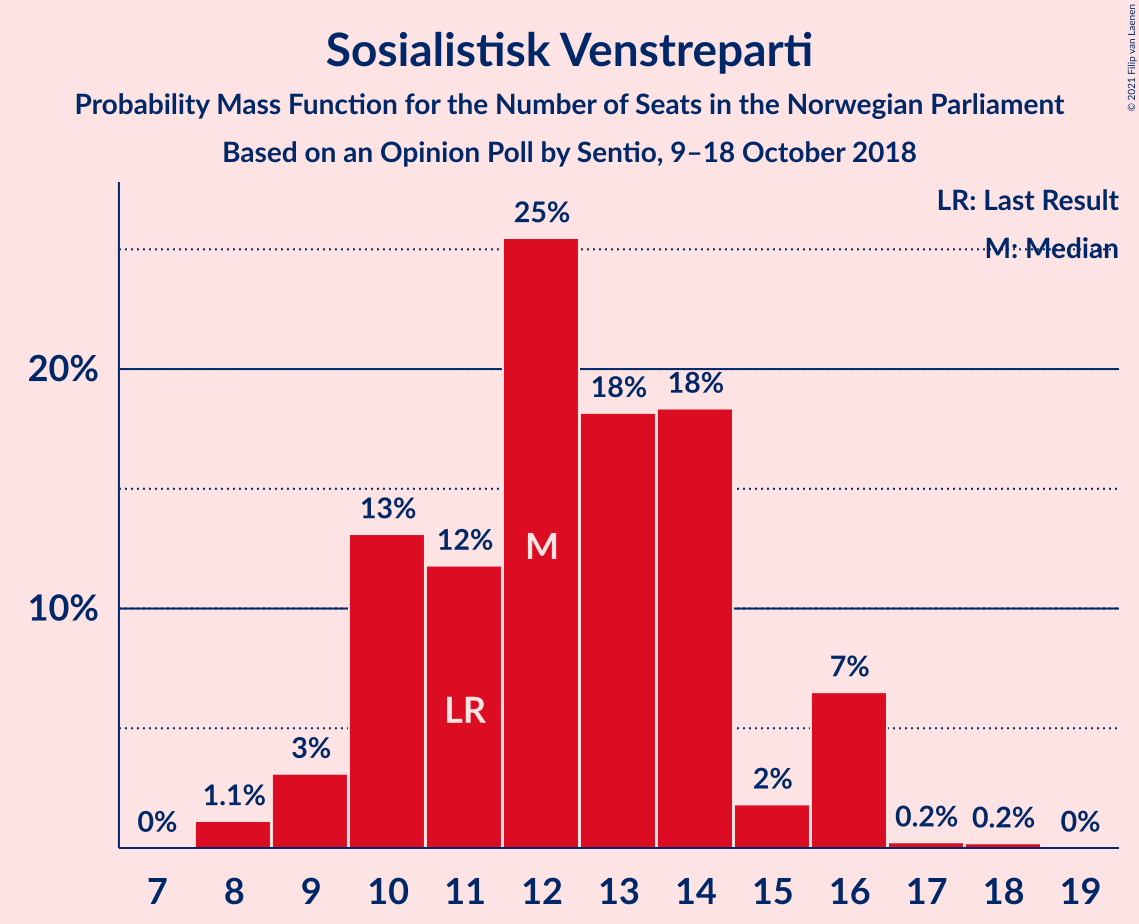 © 2021 Filip van Laenen
Sosialistisk Venstreparti
Probability Mass Function for the Number of Seats in the Norwegian Parliament
Based on an Opinion Poll by Sentio, 9–18 October 2018
LR: Last Result
M: Median
25%
20%
18%
18%
13%
12%
M
10%
7%
LR
3%
2%
1.1%
0%
0.2%
0.2%
0%
7 8 9 10 11 12 13 14 15 16 17 18 19